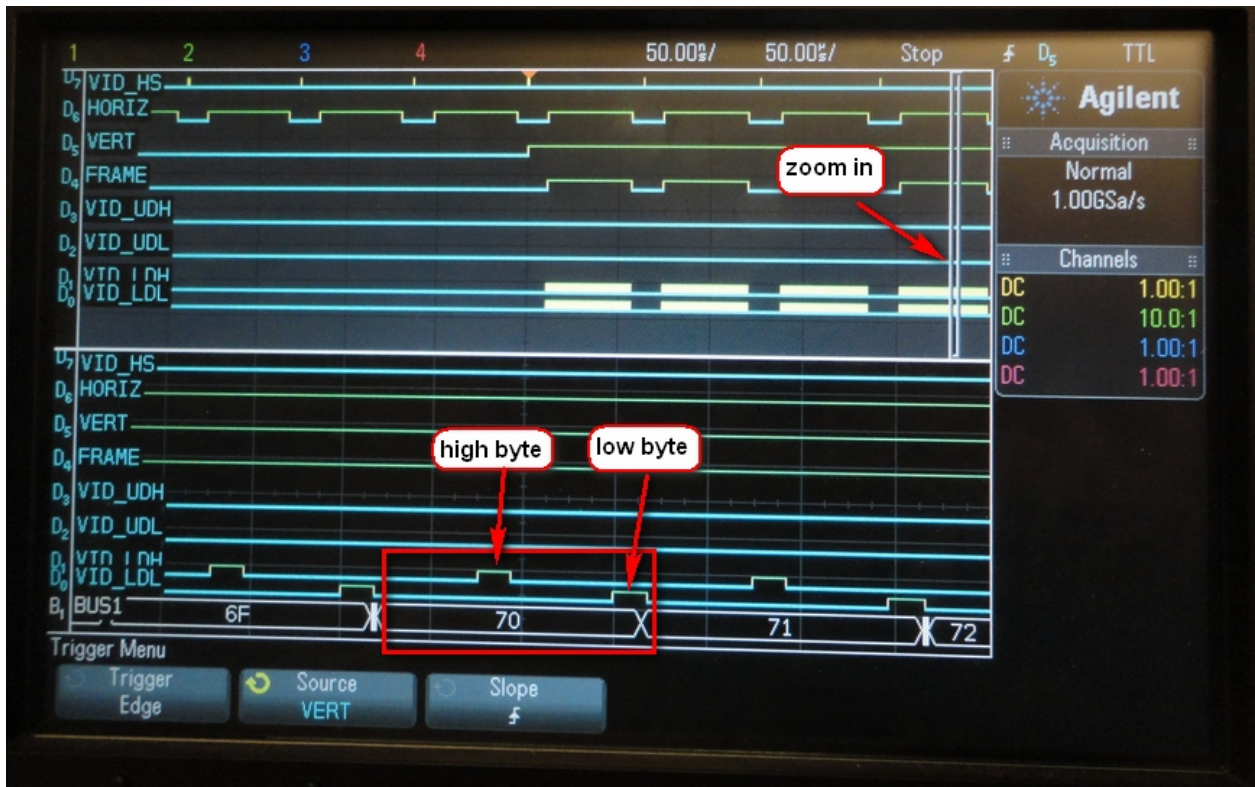 1 2 3 4 50.00㎱/ 50.00㎲/ Stop D5 TTL
D7 VID_HS
D6 HORIZ
D5 VERT
D4 FRAME
D3 VID_UDH
D2 VID_UDL
D1 VID_LDH
D0 VID_LDL
zoom in
Agilent
Acquisition
Normal
1.00GSa/s
Channels
DC 1.00:1
DC 10.0:1
DC 1.00:1
DC 1.00:1
D7 VID_HS
D6 HORIZ
D5 VERT
D4 FRAME
D3 VID_UDH
D2 VID_UDL
D1 VID_LDH
D0 VID_LDL
high byte
low byte
B1 BUS1 6F 70 71 72
Trigger Menu
Trigger
Edge
Source
VERT
Slope